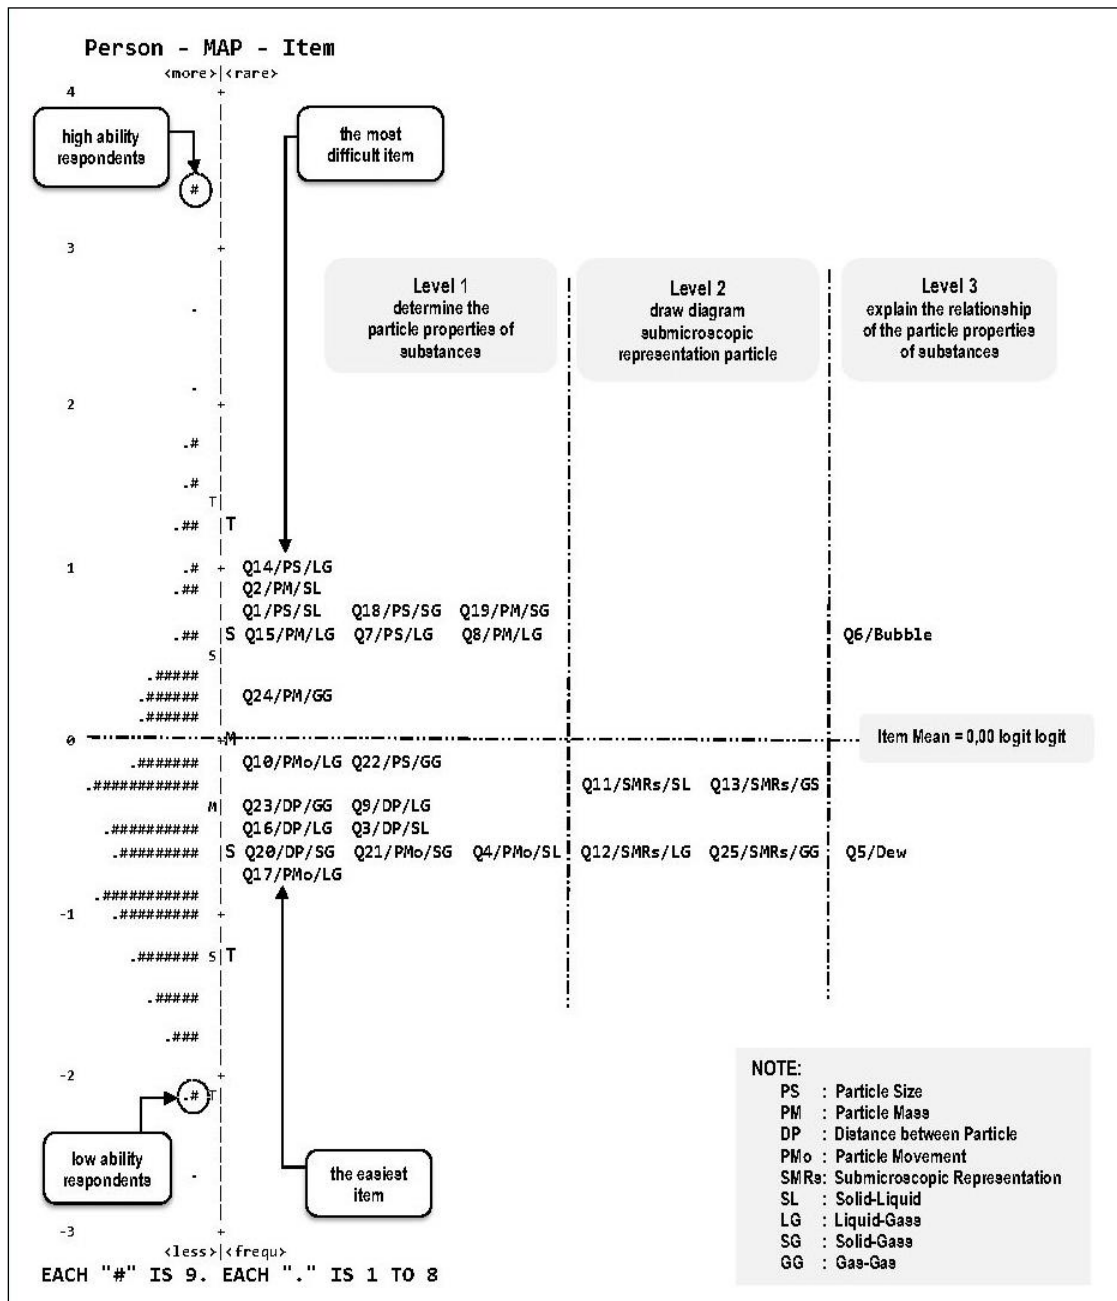 Person - MAP - Item
<more>|<rare>
4 +
high ability
respondents
the most
difficult item
#
3 +
Level 1
determine the
particle properties of
substances
Level 2
draw diagram
submicroscopic
representation particle
Level 3
explain the relationship
of the particle properties
of substances
.
.
2 +
.#
.#
T|
.## |T
1 .# + Q14/PS/LG
.## | Q2/PM/SL
| Q1/PS/SL Q18/PS/SG Q19/PM/SG
.## |S Q15/PM/LG Q7/PS/LG Q8/PM/LG Q6/Bubble
S|
.##### |
.###### | Q24/PM/GG
.###### |
0 +M Item Mean = 0,00 logit logit
.####### | Q10/PMo/LG Q22/PS/GG
.############ | Q11/SMRs/SL Q13/SMRs/GS
M| Q23/DP/GG Q9/DP/LG
.########## | Q16/DP/LG Q3/DP/SL
.######### |S Q20/DP/SG Q21/PMo/SG Q4/PMo/SL Q12/SMRs/LG Q25/SMRs/GG Q5/Dew
| Q17/PMo/LG
.########### |
-1 .######### +
.####### S|T
.##### |
.### |
-2 +
.# T|
low ability
respondents
the easiest
item
.
-3 +
<less>|<frequ>
EACH "#" IS 9. EACH "." IS 1 TO 8
NOTE:
PS : Particle Size
PM : Particle Mass
DP : Distance between Particle
PMo : Particle Movement
SMRs: Submicroscopic Representation
SL : Solid-Liquid
LG : Liquid-Gass
SG : Solid-Gass
GG : Gas-Gas